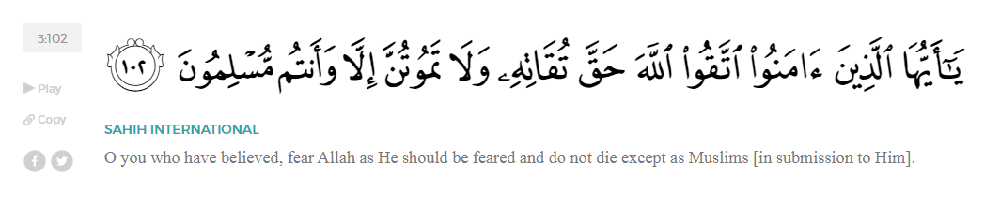 3:102
يَـٰٓأَيُّهَا ٱلَّذِينَ ءَامَنُوا۟ ٱتَّقُوا۟ ٱللَّهَ حَقَّ تُقَاتِهِۦ وَلَا تَمُوتُنَّ إِلَّا وَأَنتُم مُّسْلِمُونَ ١٠٢
Play
Copy
SAHIH INTERNATIONAL
O you who have believed, fear Allah as He should be feared and do not die except as Muslims [in submission to Him].